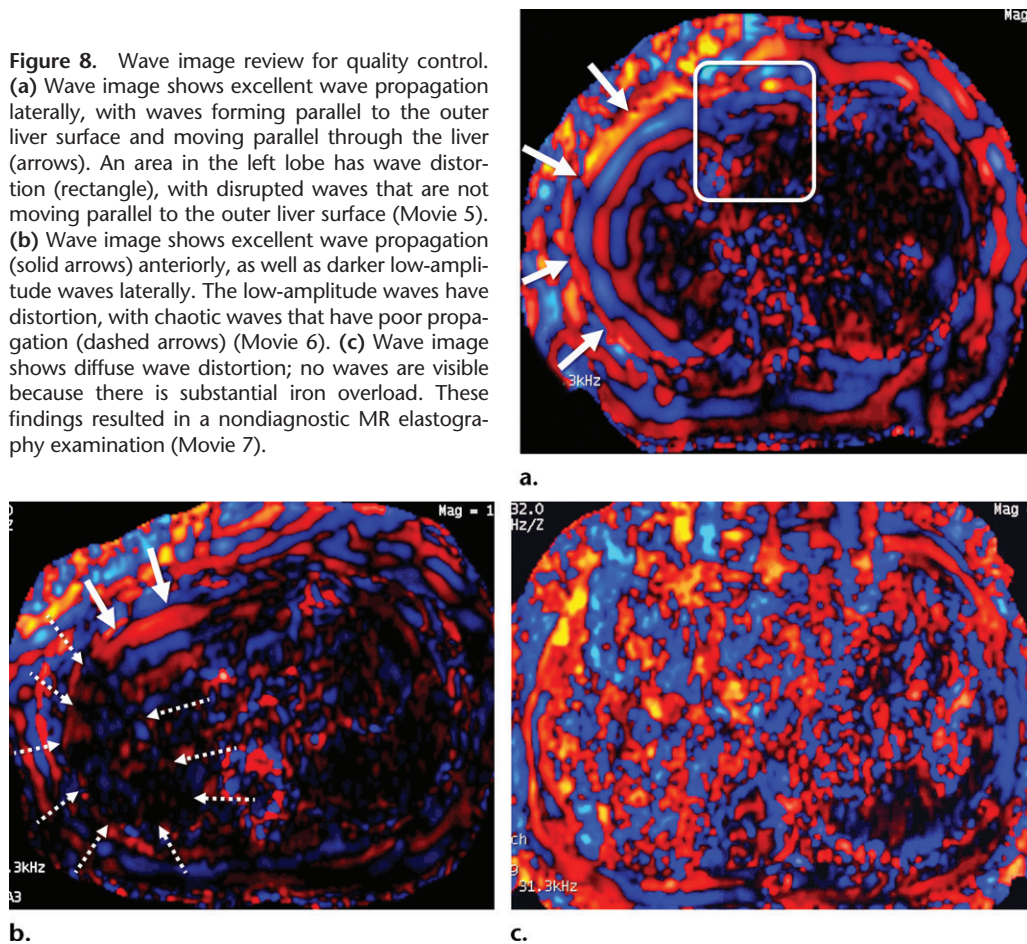 Figure 8. Wave image review for quality control.
(a) Wave image shows excellent wave propagation
laterally, with waves forming parallel to the outer
liver surface and moving parallel through the liver
(arrows). An area in the left lobe has wave distor-
tion (rectangle), with disrupted waves that are not
moving parallel to the outer liver surface (Movie 5).
(b) Wave image shows excellent wave propagation
(solid arrows) anteriorly, as well as darker low-ampli-
tude waves laterally. The low-amplitude waves have
distortion, with chaotic waves that have poor propa-
gation (dashed arrows) (Movie 6). (c) Wave image
shows diffuse wave distortion; no waves are visible
because there is substantial iron overload. These
findings resulted in a nondiagnostic MR elastogra-
phy examination (Movie 7).
Mag
3kHz
a.
Mag = 1
.3kHz
A3
b.
32.0
Hz/Z
Mag
ch
g
31.3kHz
c.